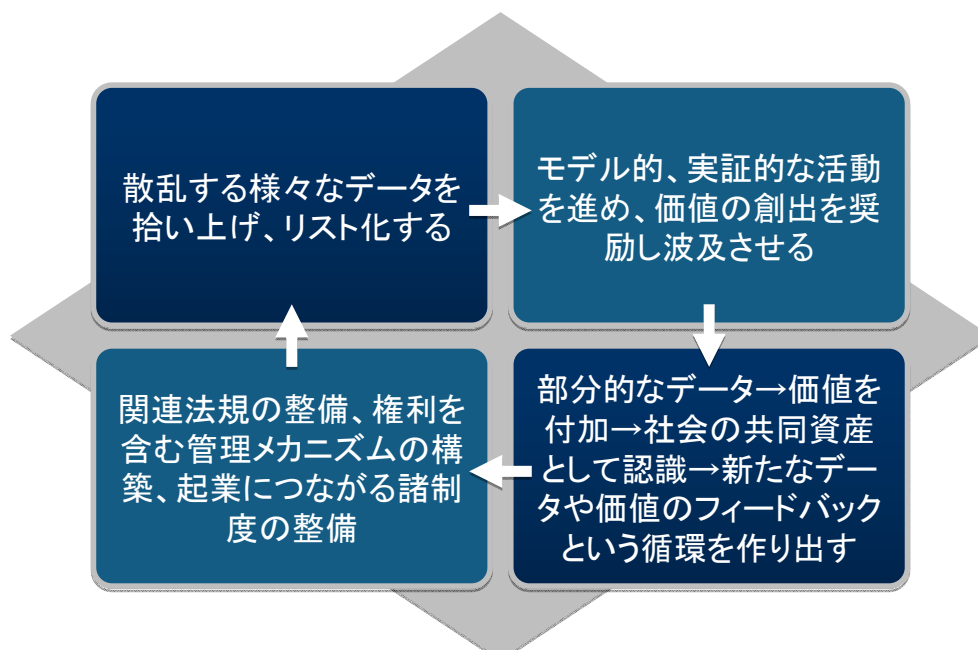 散乱する様々なデータを
拾い上げ、リスト化する
モデル的、実証的な活動
を進め、価値の創出を奨
励し波及させる
部分的なデータ→価値を
付加→社会の共同資産
として認識→新たなデー
タや価値のフィードバック
という循環を作り出す
関連法規の整備、権利を
含む管理メカニズムの構
築、起業につながる諸制
度の整備